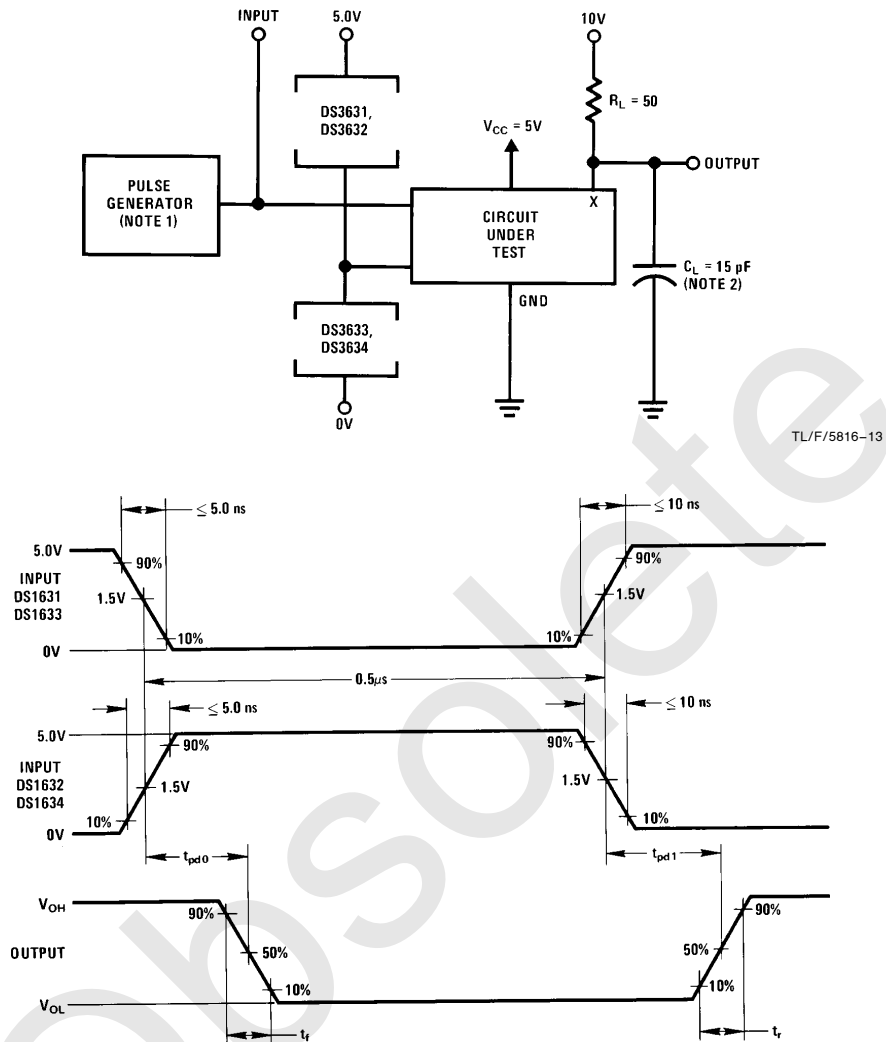 INPUT
5.0V
10V
DS3631,
DS3632
R_L = 50
V_CC = 5V
OUTPUT
PULSE
GENERATOR
(NOTE 1)
X
CIRCUIT
UNDER
TEST
C_L = 15 pF
(NOTE 2)
GND
DS3633,
DS3634
0V
TL/F/5816–13
≤ 5.0 ns
≤ 10 ns
5.0V
90%
90%
INPUT
DS1631
DS1633
1.5V
1.5V
10%
10%
0V
0.5μs
≤ 5.0 ns
≤ 10 ns
5.0V
90%
90%
INPUT
DS1632
DS1634
1.5V
1.5V
10%
10%
0V
t_pd0
t_pd1
V_OH
90%
90%
OUTPUT
50%
50%
10%
10%
V_OL
t_f
t_r
Obsolete